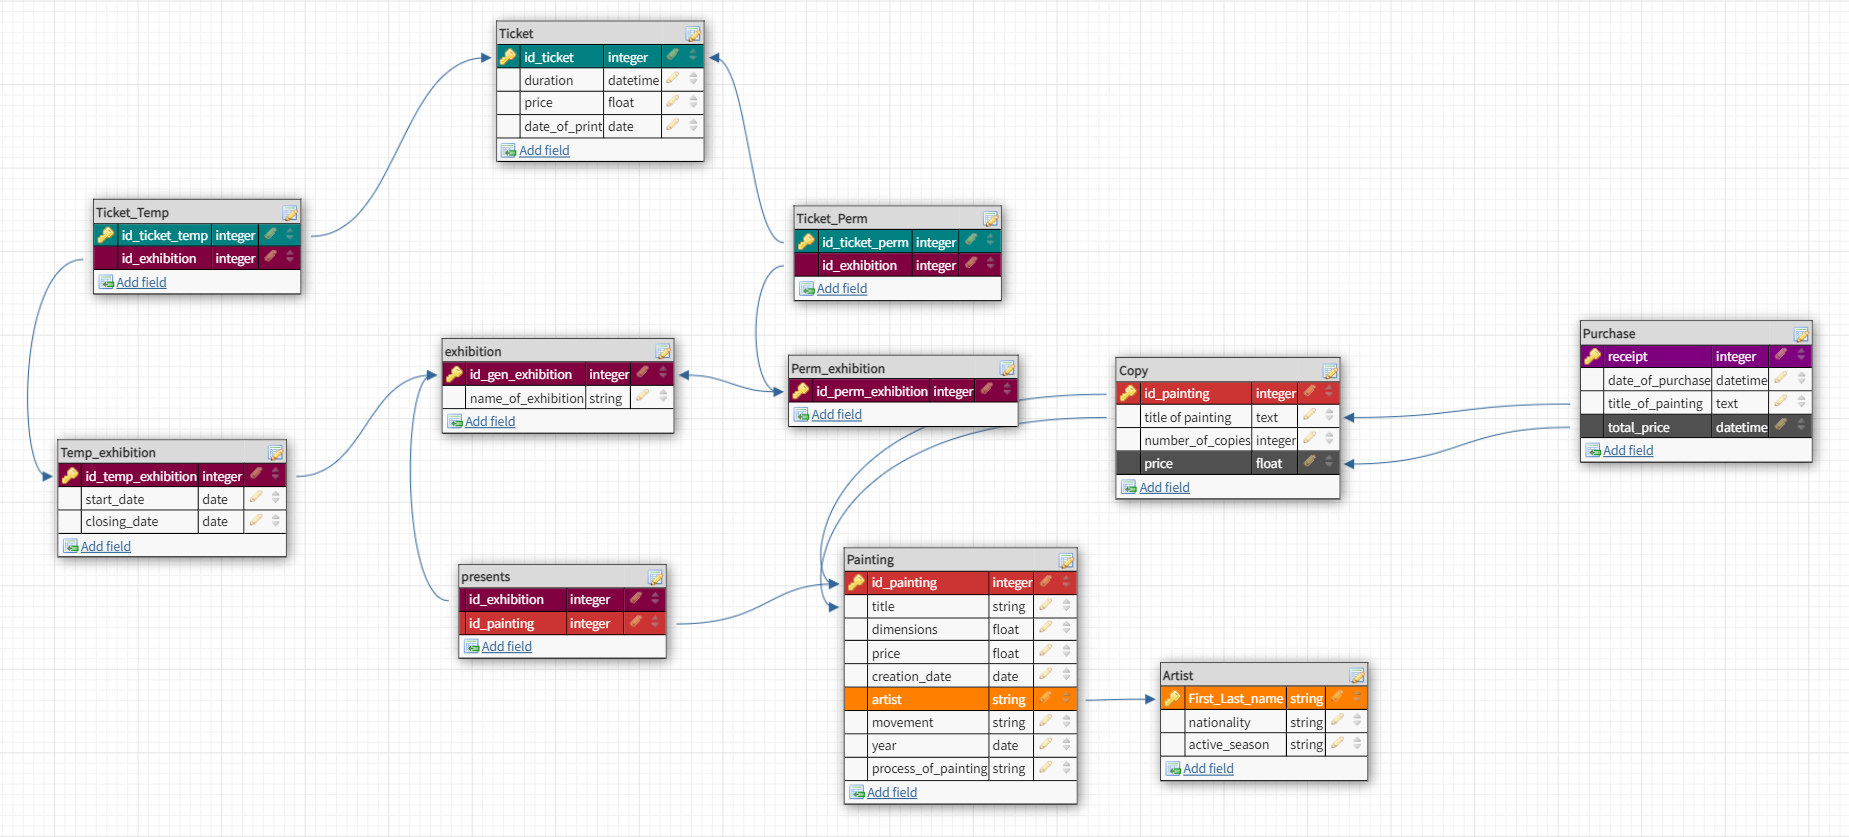 Ticket
id_ticket integer
duration datetime
price float
date_of_print date
Add field
Ticket_Temp
id_ticket_temp integer
id_exhibition integer
Add field
Ticket_Perm
id_ticket_perm integer
id_exhibition integer
Add field
exhibition
id_gen_exhibition integer
name_of_exhibition string
Add field
Perm_exhibition
id_perm_exhibition integer
Add field
Copy
id_painting integer
title of painting text
number_of_copies integer
price float
Add field
Purchase
receipt integer
date_of_purchase datetime
title_of_painting text
total_price datetime
Add field
Temp_exhibition
id_temp_exhibition integer
start_date date
closing_date date
Add field
presents
id_exhibition integer
id_painting integer
Add field
Painting
id_painting integer
title string
dimensions float
price float
creation_date date
artist string
movement string
year date
process_of_painting string
Add field
Artist
First_Last_name string
nationality string
active_season string
Add field